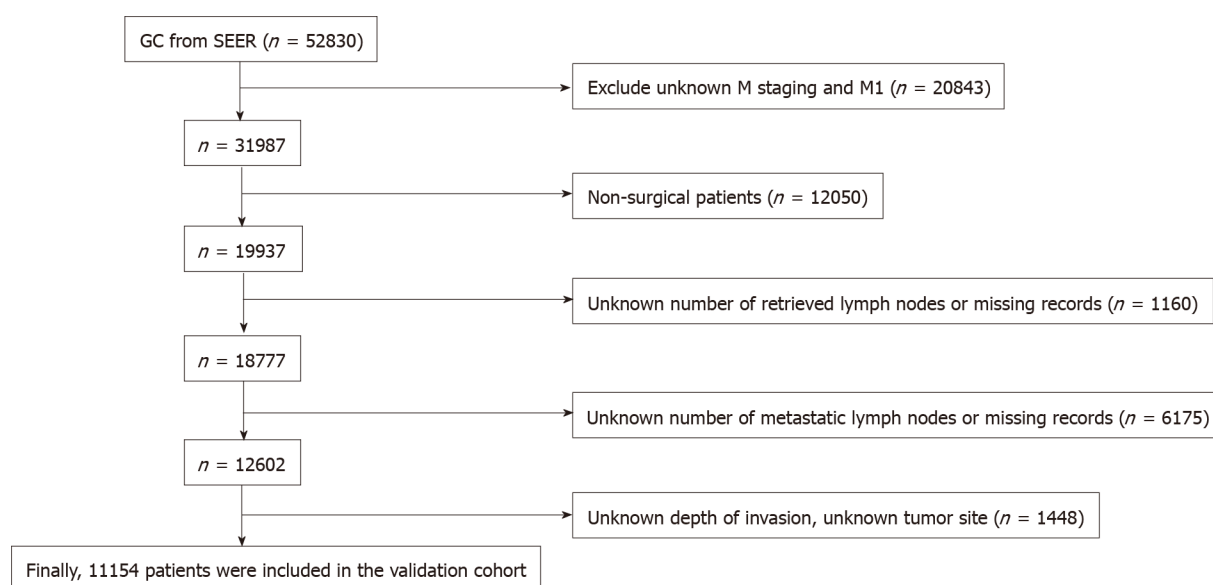 GC from SEER (n = 52830)
Exclude unknown M staging and M1 (n = 20843)
n = 31987
Non-surgical patients (n = 12050)
n = 19937
Unknown number of retrieved lymph nodes or missing records (n = 1160)
n = 18777
Unknown number of metastatic lymph nodes or missing records (n = 6175)
n = 12602
Unknown depth of invasion, unknown tumor site (n = 1448)
Finally, 11154 patients were included in the validation cohort